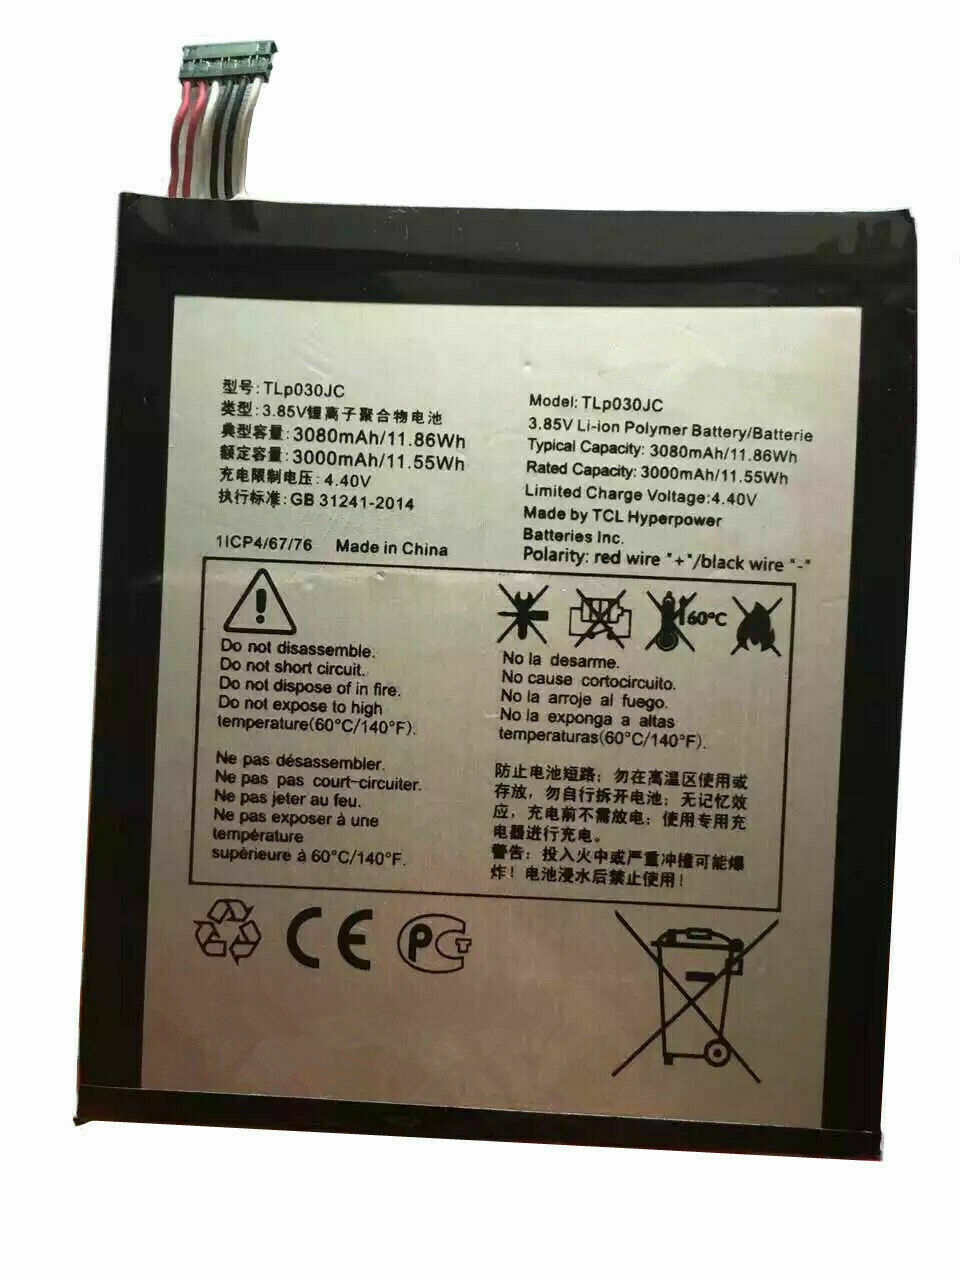 型号: TLp030JC
类型: 3.85V锂离子聚合物电池
典型容量: 3080mAh/11.86Wh
额定容量: 3000mAh/11.55Wh
充电限制电压: 4.40V
执行标准: GB 31241-2014
1ICP4/67/76 Made in China
Model: TLp030JC
3.85V Li-ion Polymer Battery/Batterie
Typical Capacity: 3080mAh/11.86Wh
Rated Capacity: 3000mAh/11.55Wh
Limited Charge Voltage:4.40V
Made by TCL Hyperpower
Batteries Inc.
Polarity: red wire "+"/black wire "-"
Do not disassemble.
Do not short circuit.
Do not dispose of in fire.
Do not expose to high
temperature(60°C/140°F).
Ne pas désassembler.
Ne pas pas court-circuiter.
Ne pas jeter au feu.
Ne pas exposer à une
température
supérieure à 60°C/140°F.
60°C
No la desarme.
No cause cortocircuito.
No la arroje al fuego.
No la exponga a altas
temperaturas(60°C/140°F).
防止电池短路; 勿在高温区使用或
存放, 勿自行拆开电池; 无记忆效
应, 充电前不需放电; 使用专用充
电器进行充电。
警告: 投入火中或严重冲撞可能爆
炸! 电池浸水后禁止使用!
CE
PCT